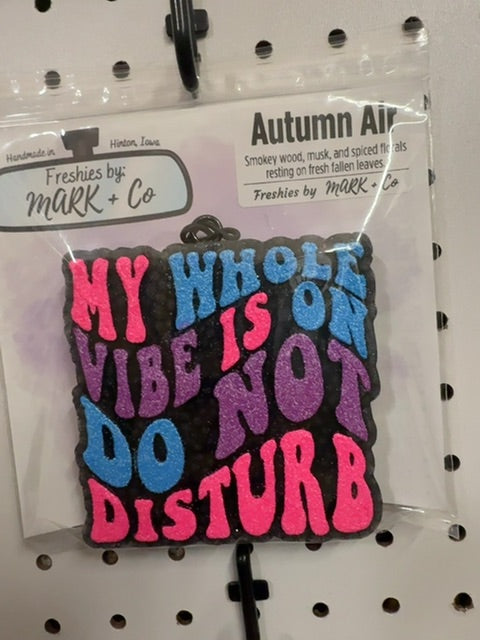 Handmade in Hinton, Iowa
Freshies by:
MARK + Co
Autumn Air
Smokey wood, musk, and spiced florals
resting on fresh fallen leaves
Freshies by MARK + Co
MY WHOLE
VIBE IS ON
DO NOT
DISTURB